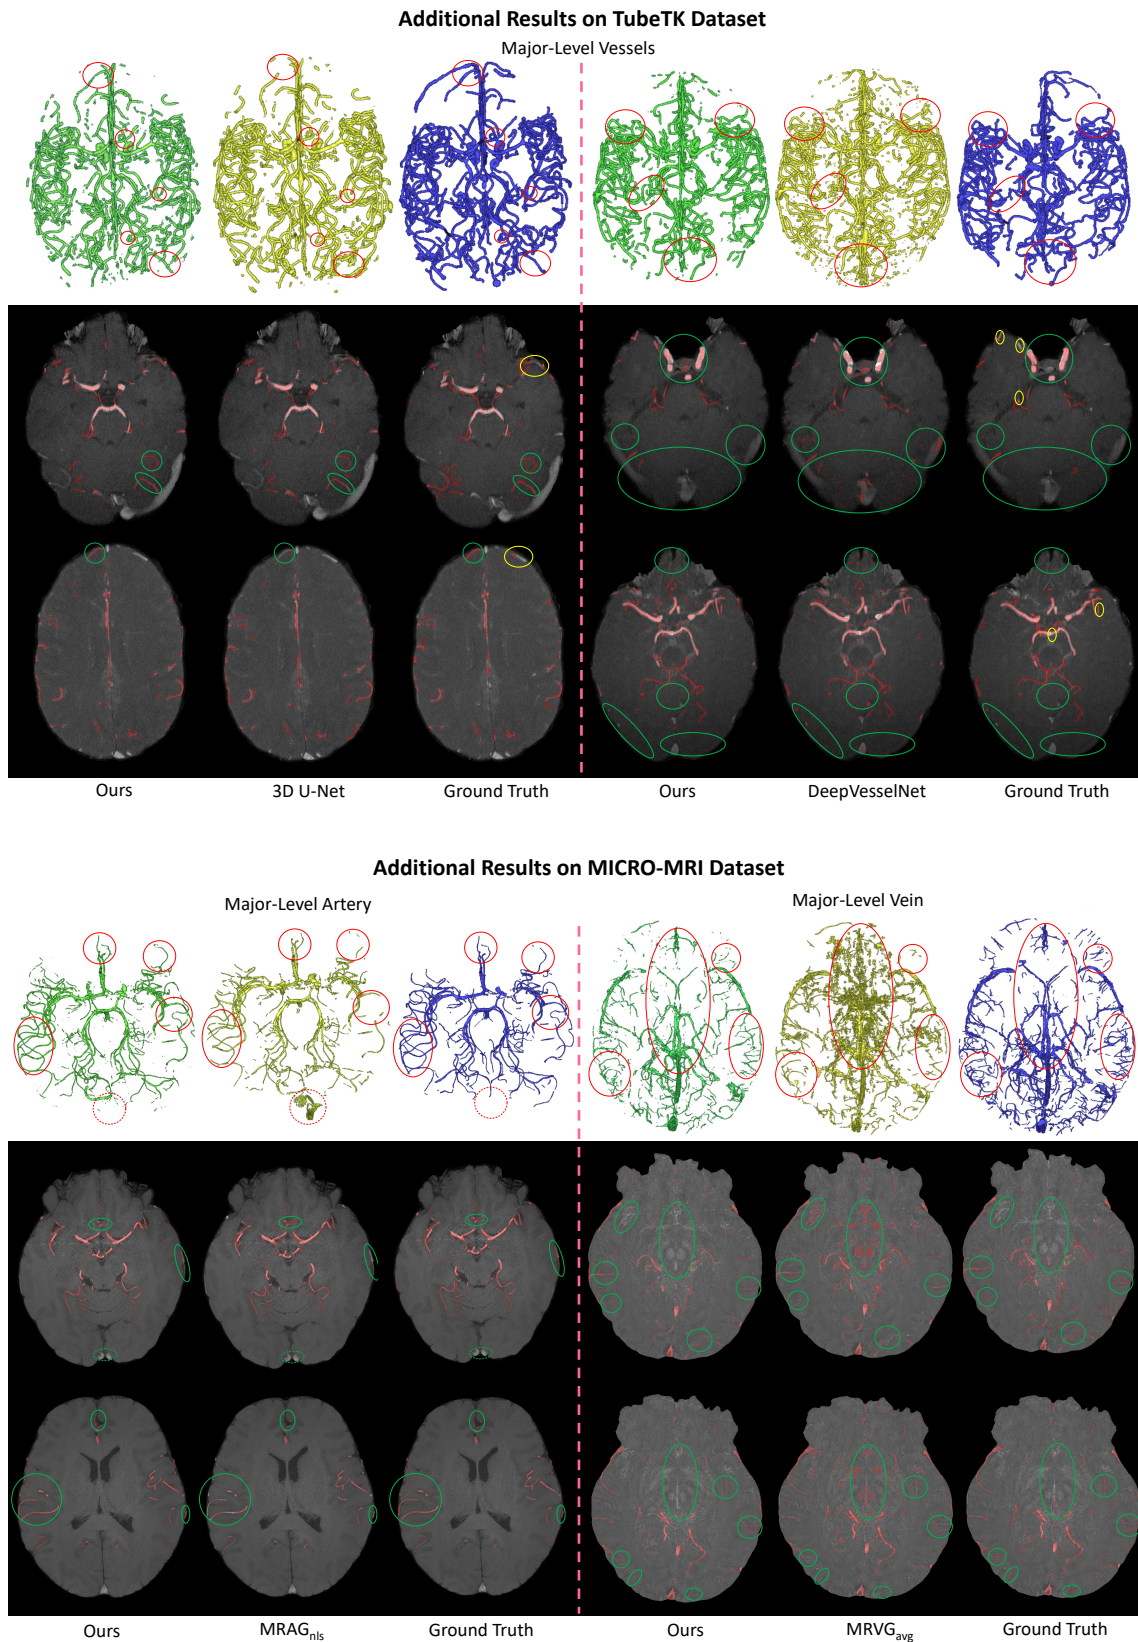 Additional Results on TubeTK Dataset
Major-Level Vessels
Ours 3D U-Net Ground Truth Ours DeepVesselNet Ground Truth
Additional Results on MICRO-MRI Dataset
Major-Level Artery Major-Level Vein
Ours MRAGnls Ground Truth Ours MRVGavg Ground Truth